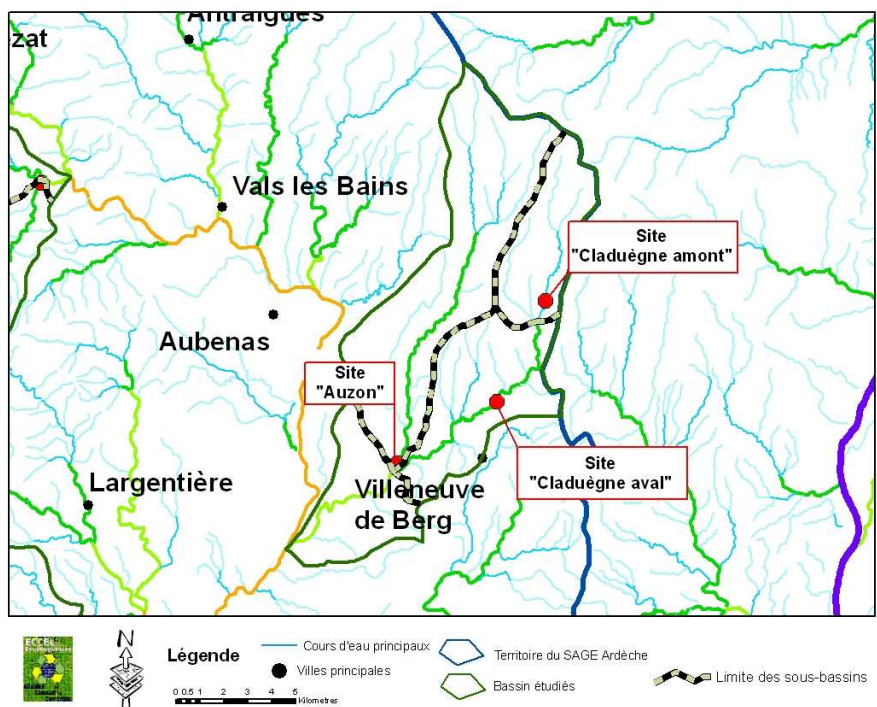 Antraigues
zat
Vals les Bains
Site
"Claduègne amont"
Aubenas
Site
"Auzon"
Site
"Claduègne aval"
Largentière
Villeneuve
de Berg
ECCEL
Environnement
N
Légende
Cours d'eau principaux
Villes principales
0 0.5 1 2 3 4 5
Kilometres
Territoire du SAGE Ardèche
Bassin étudiés
Limite des sous-bassins